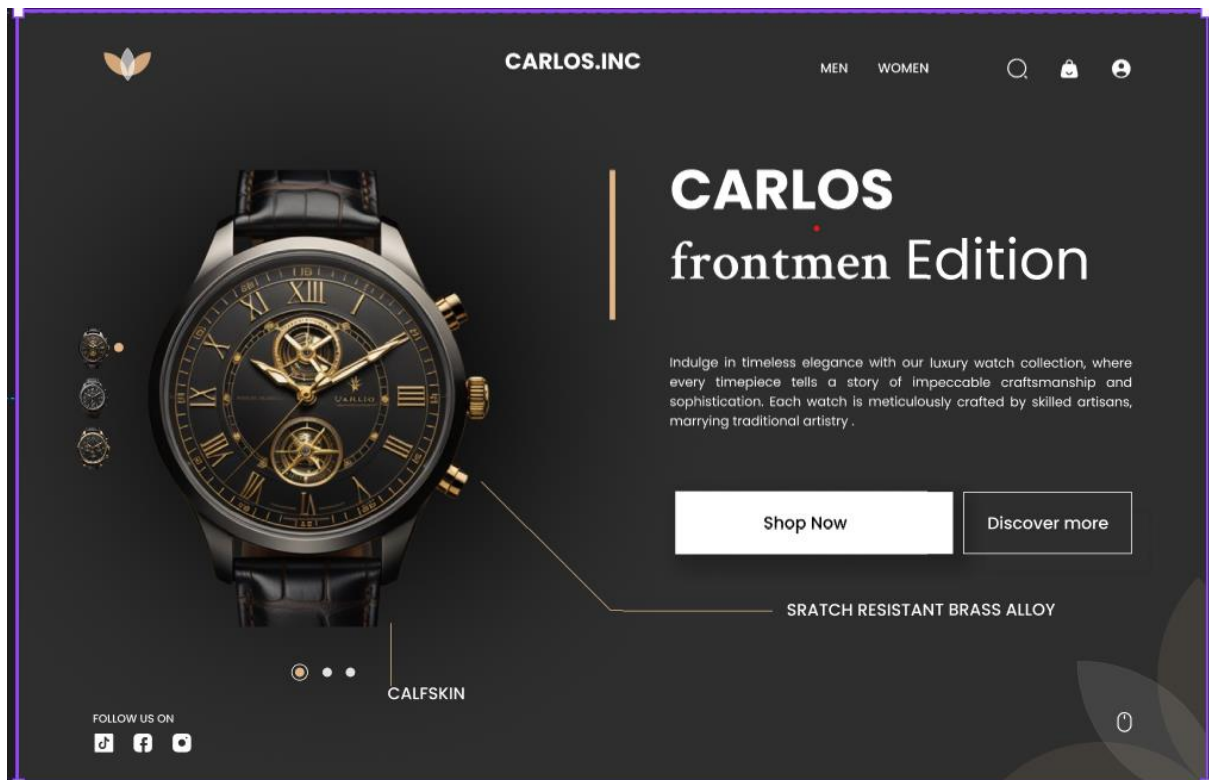 CARLOS.INC
MEN
WOMEN
CARLOS
frontmen Edition
Indulge in timeless elegance with our luxury watch collection, where
every timepiece tells a story of impeccable craftsmanship and
sophistication. Each watch is meticulously crafted by skilled artisans,
marrying traditional artistry .
Shop Now
Discover more
SRATCH RESISTANT BRASS ALLOY
CALFSKIN
FOLLOW US ON